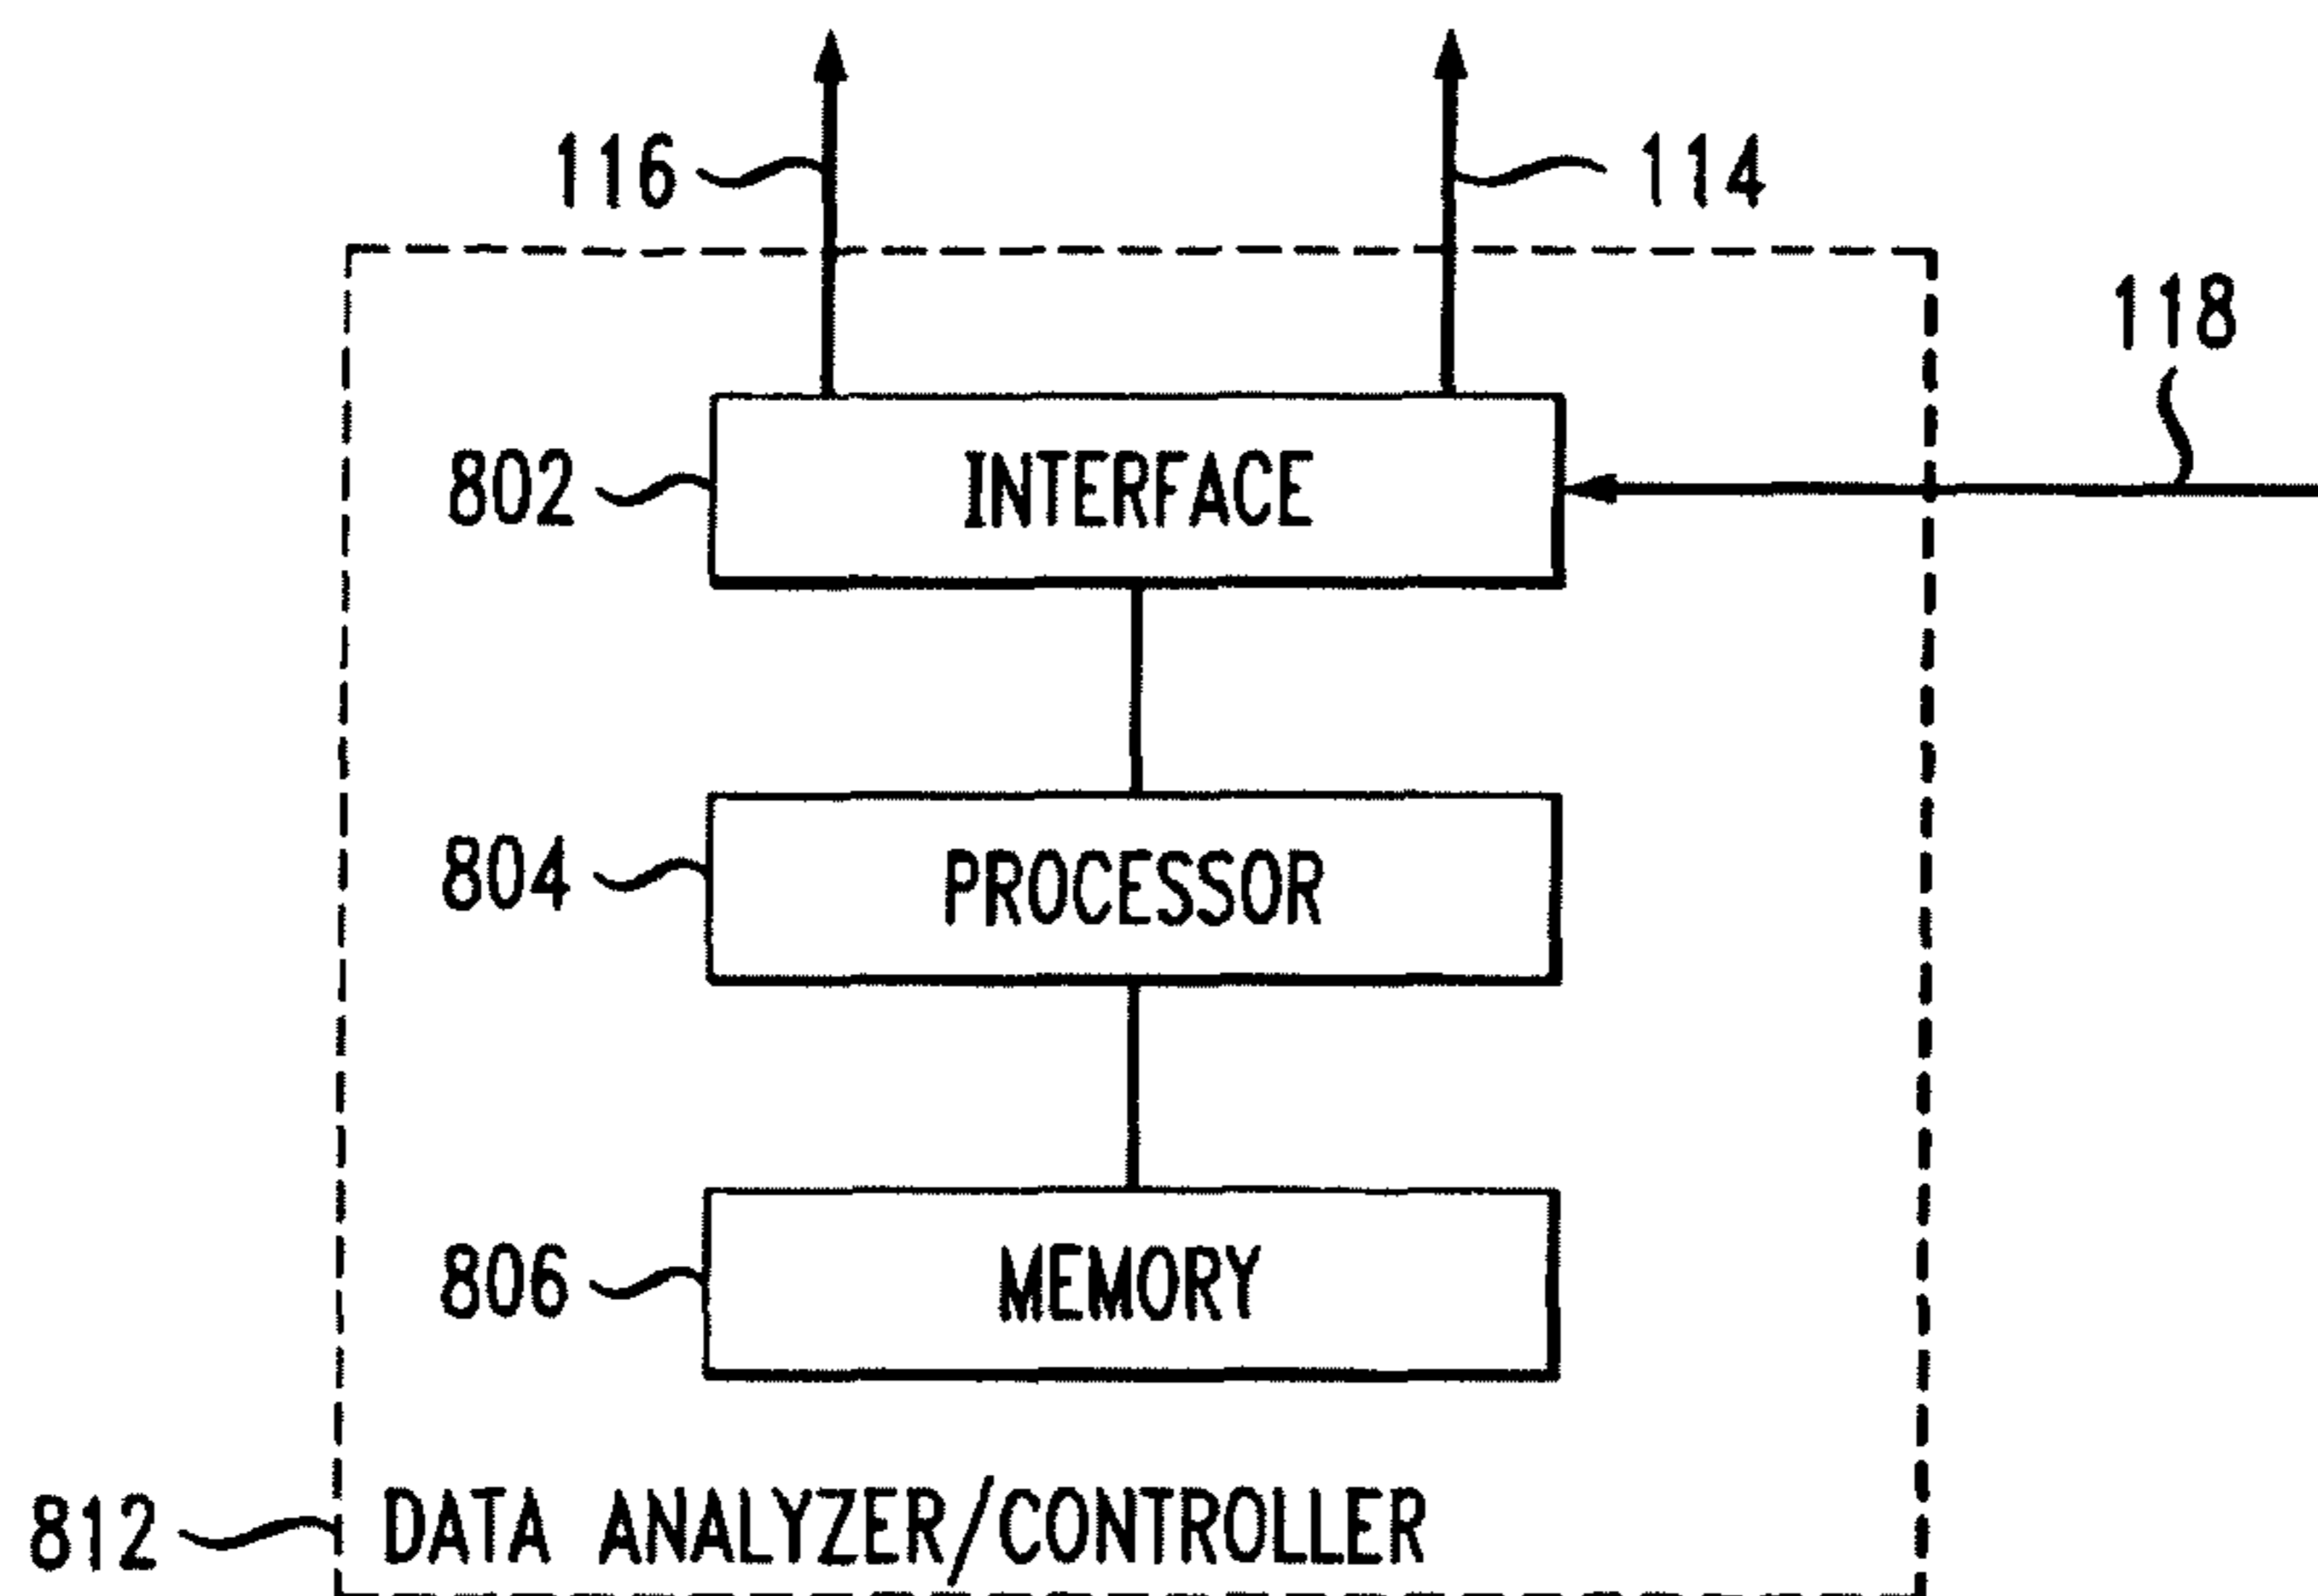 116
114
118
802
INTERFACE
804
PROCESSOR
806
MEMORY
812
DATA ANALYZER/CONTROLLER